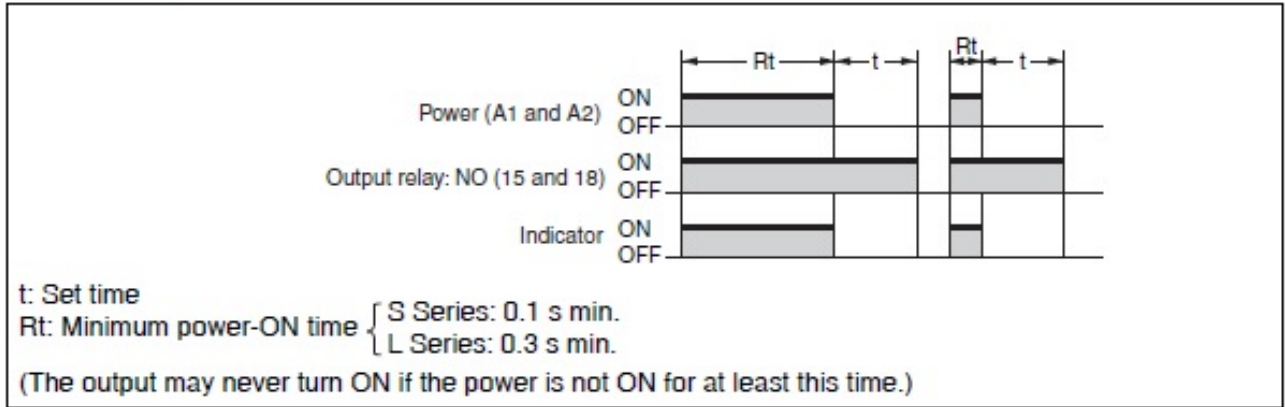 Rt t Rt t
Power (A1 and A2) ON
OFF
Output relay: NO (15 and 18) ON
OFF
Indicator ON
OFF
t: Set time
Rt: Minimum power-ON time { S Series: 0.1 s min.
L Series: 0.3 s min.
(The output may never turn ON if the power is not ON for at least this time.)